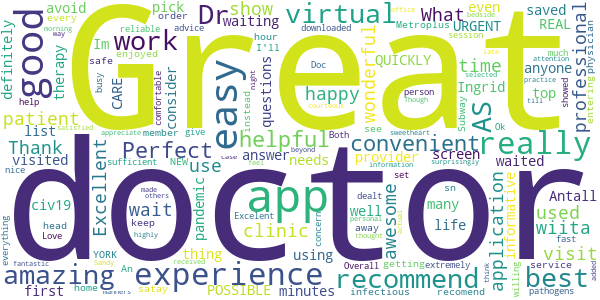 avoid every
Dr show
pick order
virtual
What
saved
REAL
even
bedside
professional
Great
good
work
definitely
Im
morning
may
reliable
advice
therapy
safe
busy
help
enjoyed
comfortable
CARE
consider
waiting
I'll
downloaded
Doc
office
Metroplus
URGENT
session
late
Subway
selected
QUICKLY
time
Ingrid
AS
attention
anyone
top
physician
much
practice
till
showed
entering
questions
happy
wonderful
easy
instead
night
courteous
person
Though
see
sweetheart
Ok
patient
list
satisfied
appreciate
member
give
helpful
Both
convenient
really
informative
Thank
visited
nice
Perfect
sufficient
NEW
case
feel
answer
beyond
needs
provider
information
screen
surprisingly
waited
Antall
doctor
app
use
pandemic
Excellent
everything
civ19
head
Love
wait
keep
made
others
highly
YORK
An
home
fantastic
sandy
received
Excelent
concern
clinic
using
well
away
thought
personal
dealt
awesome
set
sn
many
life
application
used
wiita
fast
visit
amazing
first
experience
thing
satay
POSSIBLE
minutes
Overall
infectious
recommend
getting
recomend
extremely
think
service
willing
best
pathogens
added